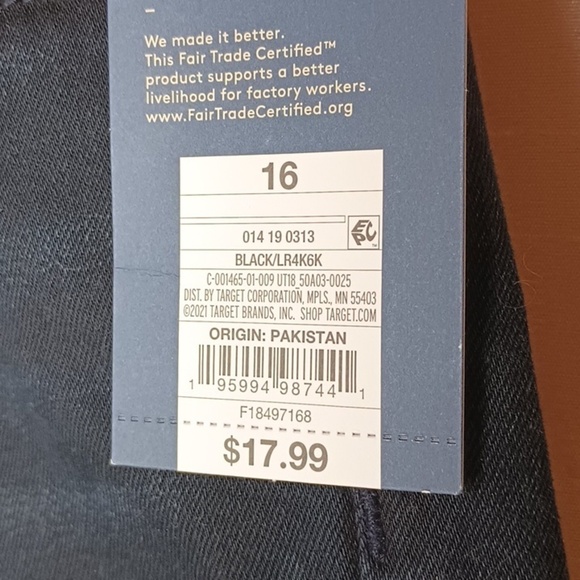 We made it better.
This Fair Trade Certified™
product supports a better
livelihood for factory workers.
www.FairTradeCertified.org
16
EPC™
014 19 0313
BLACK/LR4K6K
C-001465-01-009 UT18_50A03-0025
DIST. BY TARGET CORPORATION, MPLS., MN 55403
©2021 TARGET BRANDS, INC. SHOP TARGET.COM
ORIGIN: PAKISTAN
1 95994 98744 1
F18497168
$17.99